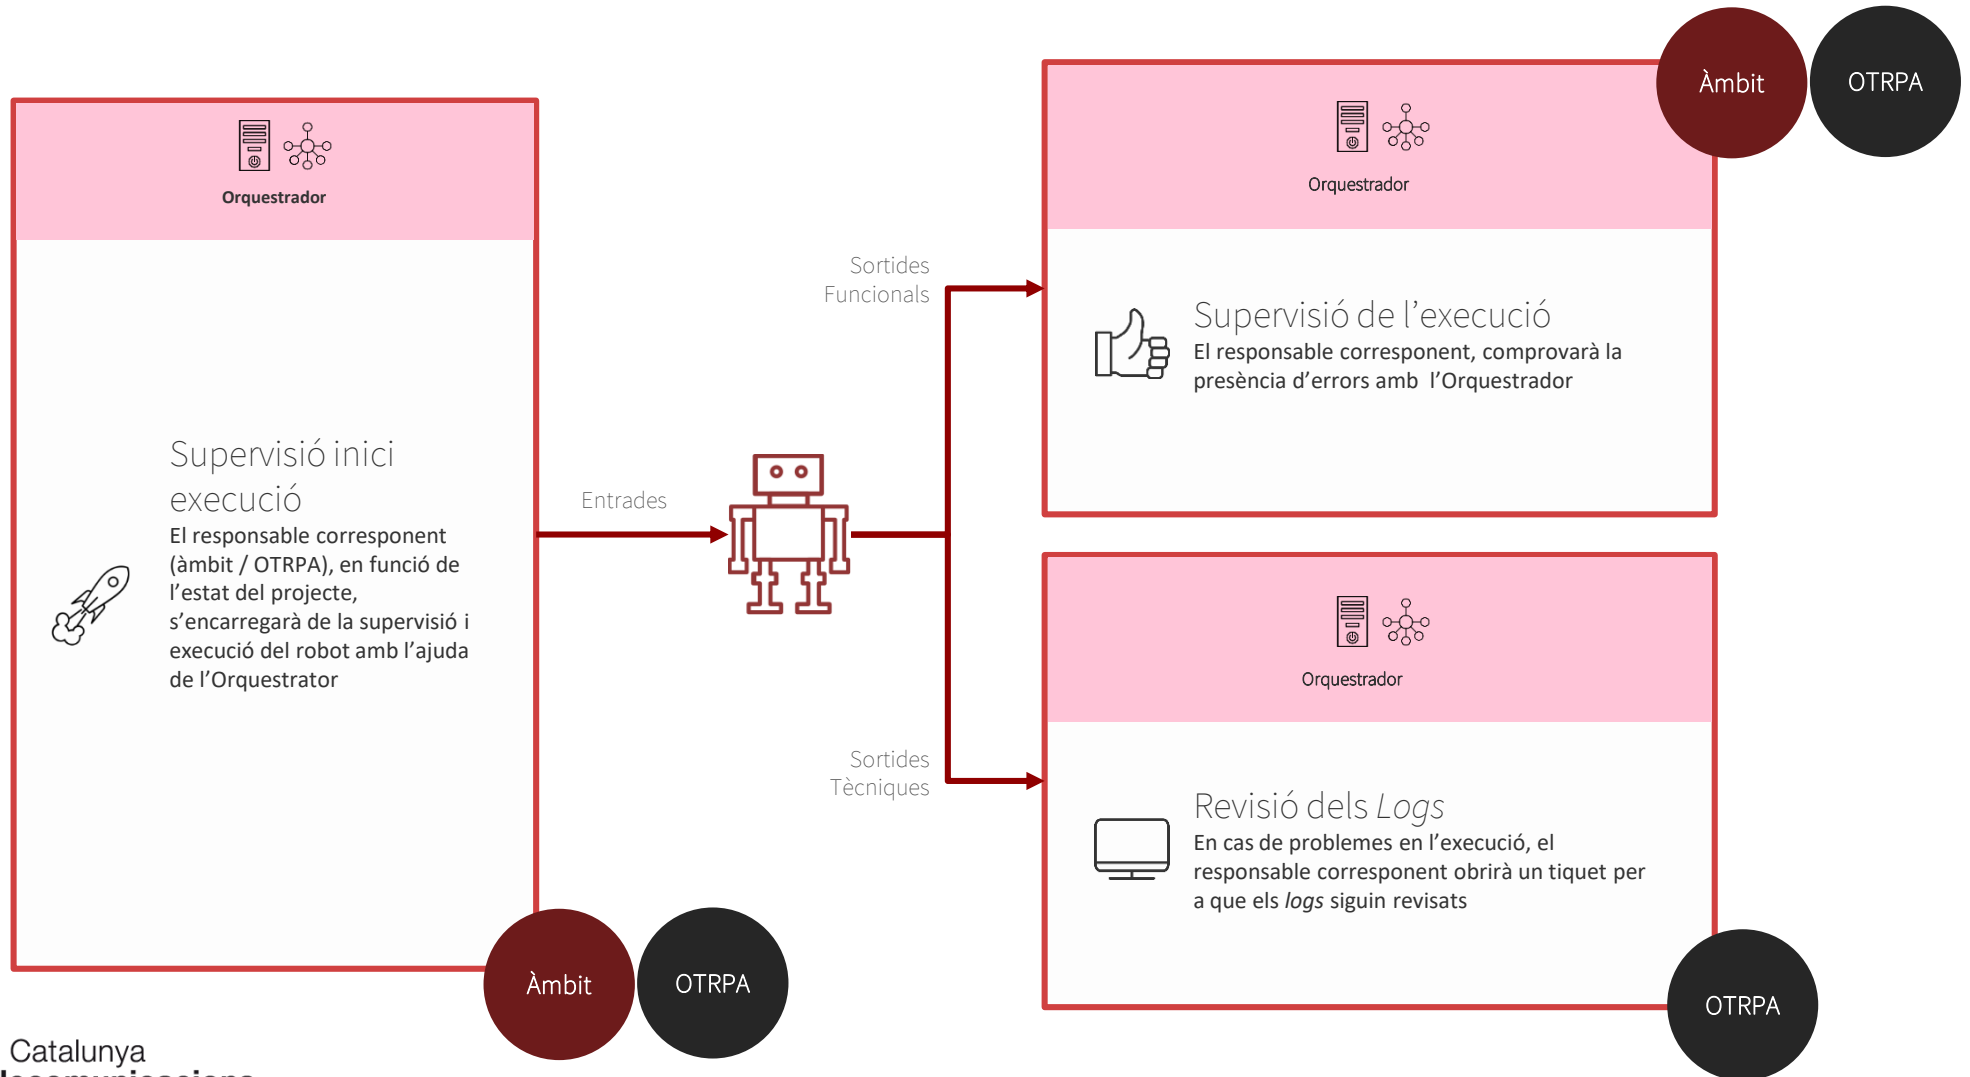 Orquestrador
Supervisió inici
execució
El responsable corresponent
(àmbit / OTRPA), en funció de
l’estat del projecte,
s’encarregarà de la supervisió i
execució del robot amb l’ajuda
de l’Orquestrator
Àmbit
OTRPA
Entrades
Sortides
Funcionals
Sortides
Tècniques
Àmbit
OTRPA
Orquestrador
Supervisió de l’execució
El responsable corresponent, comprovarà la
presència d’errors amb  l’Orquestrador
Orquestrador
Revisió dels Logs
En cas de problemes en l’execució, el
responsable corresponent obrirà un tiquet per
a que els logs siguin revisats
OTRPA
Catalunya